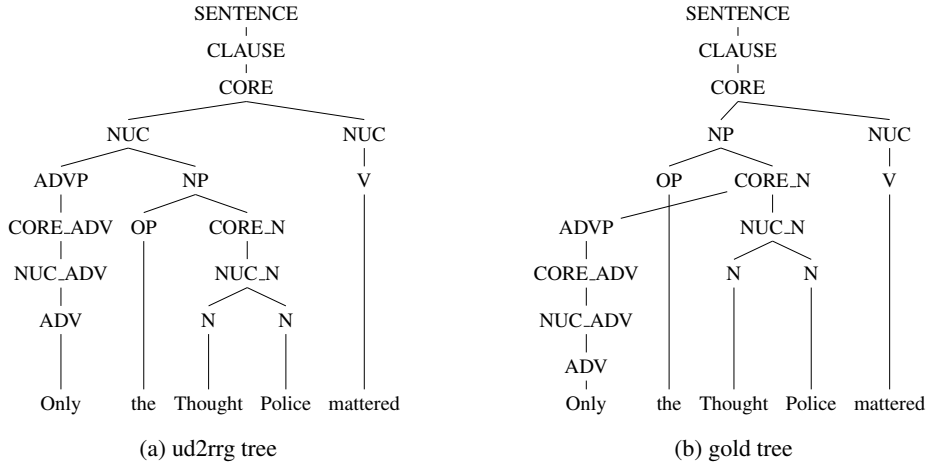 SENTENCE SENTENCE
CLAUSE CLAUSE
CORE CORE
NUC NUC NP NUC
ADVP NP V OP CORE_N V
CORE_ADV OP CORE_N ADVP NUC_N
NUC_ADV NUC_N CORE_ADV N N
ADV N N NUC_ADV
ADV
Only the Thought Police mattered Only the Thought Police mattered
(a) ud2rrg tree (b) gold tree